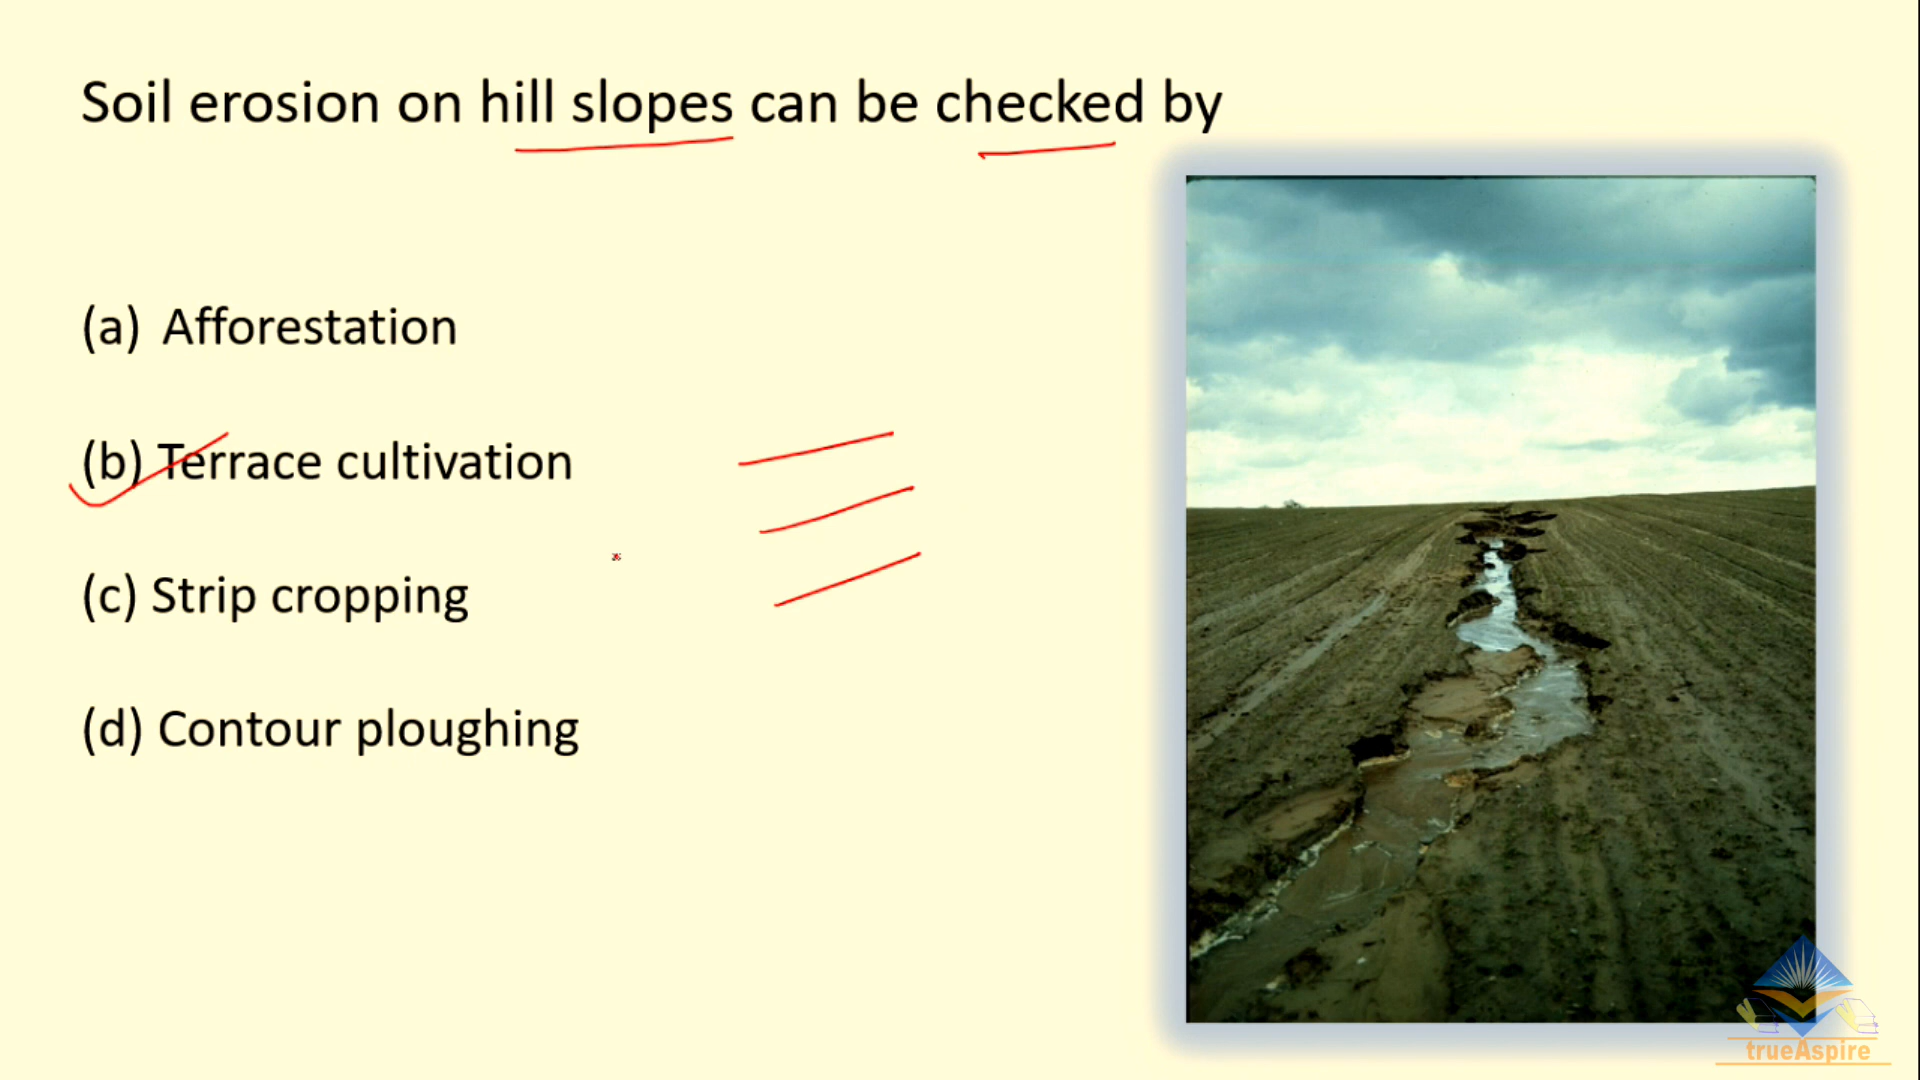 Soil erosion on hill slopes can be checked by
(a) Afforestation
(b) Terrace cultivation
(c) Strip cropping
(d) Contour ploughing
trueAspire